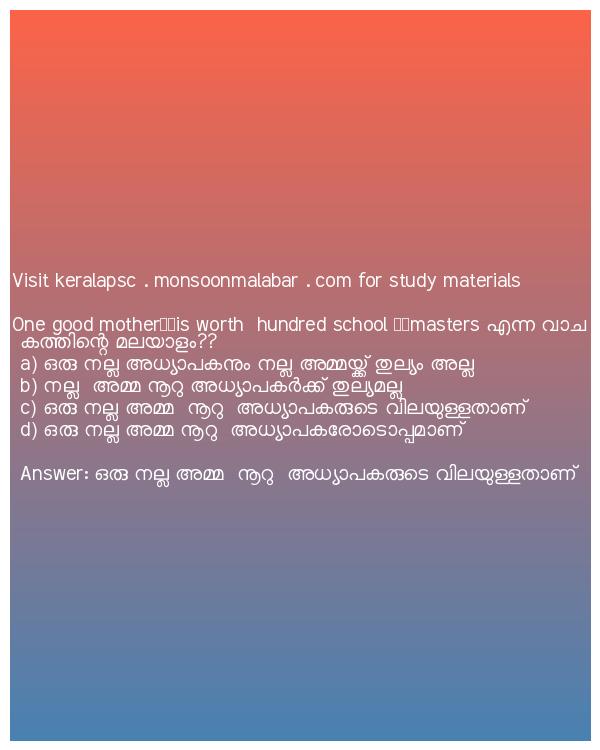 Visit keralapsc . monsoonmalabar . com for study materials
One good mother□□is worth hundred school □□masters എന്ന വാച
കത്തിന്റെ മലയാളം??
a) ഒരു നല്ല അധ്യാപകനും നല്ല അമ്മയ്ക്ക് തുല്യം അല്ല
b) നല്ല അമ്മ നൂറു അധ്യാപകർക്ക് തുല്യമല്ല
c) ഒരു നല്ല അമ്മ നൂറു അധ്യാപകരുടെ വിലയുള്ളതാണ്
d) ഒരു നല്ല അമ്മ നൂറു അധ്യാപകരോടൊപ്പമാണ്
Answer: ഒരു നല്ല അമ്മ നൂറു അധ്യാപകരുടെ വിലയുള്ളതാണ്